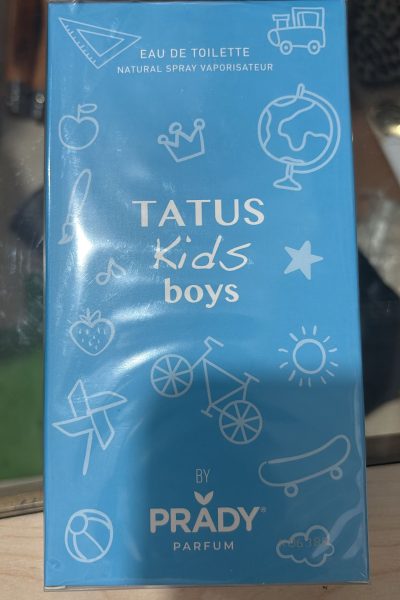 EAU DE TOILETTE
NATURAL SPRAY VAPORISATEUR
TATUS
Kids
boys
BY
PRADY®
PARFUM